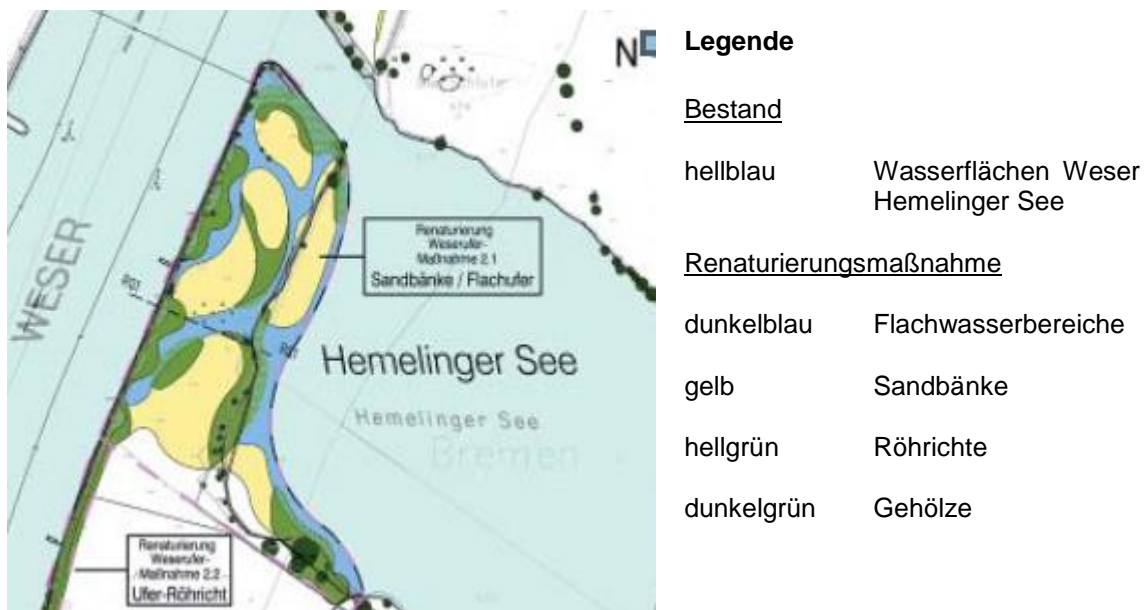 N
WESER
Renaturierung
Weserufer-
Maßnahme 2.1
Sandbänke / Flachufer
Hemelinger See
Hemelinger See
Bremen
Renaturierung
Weserufer-
Maßnahme 2.2
Ufer-Röhricht
Legende
Bestand
hellblau Wasserflächen Weser
Hemelinger See
Renaturierungsmaßnahme
dunkelblau Flachwasserbereiche
gelb Sandbänke
hellgrün Röhrichte
dunkelgrün Gehölze